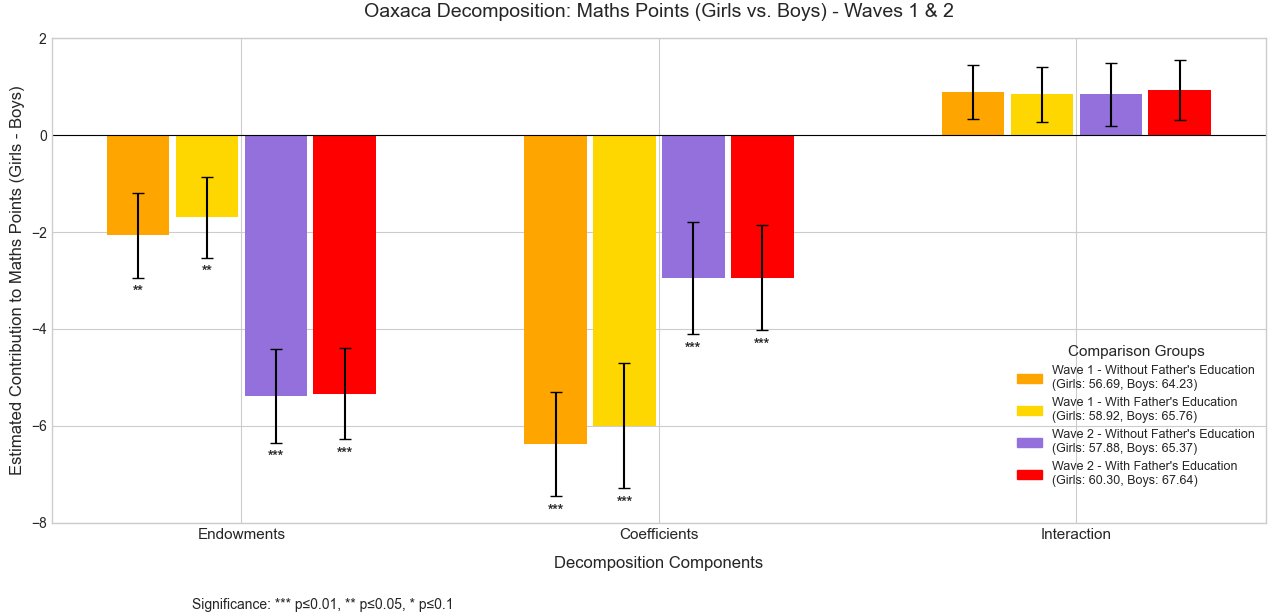 Oaxaca Decomposition: Maths Points (Girls vs. Boys) - Waves 1 & 2
Estimated Contribution to Maths Points (Girls - Boys)
2
0
−2
−4
−6
−8
**
**
***
***
***
***
***
***
Comparison Groups
Wave 1 - Without Father's Education
(Girls: 56.69, Boys: 64.23)
Wave 1 - With Father's Education
(Girls: 58.92, Boys: 65.76)
Wave 2 - Without Father's Education
(Girls: 57.88, Boys: 65.37)
Wave 2 - With Father's Education
(Girls: 60.30, Boys: 67.64)
Endowments
Coefficients
Interaction
Decomposition Components
Significance: *** p≤0.01, ** p≤0.05, * p≤0.1